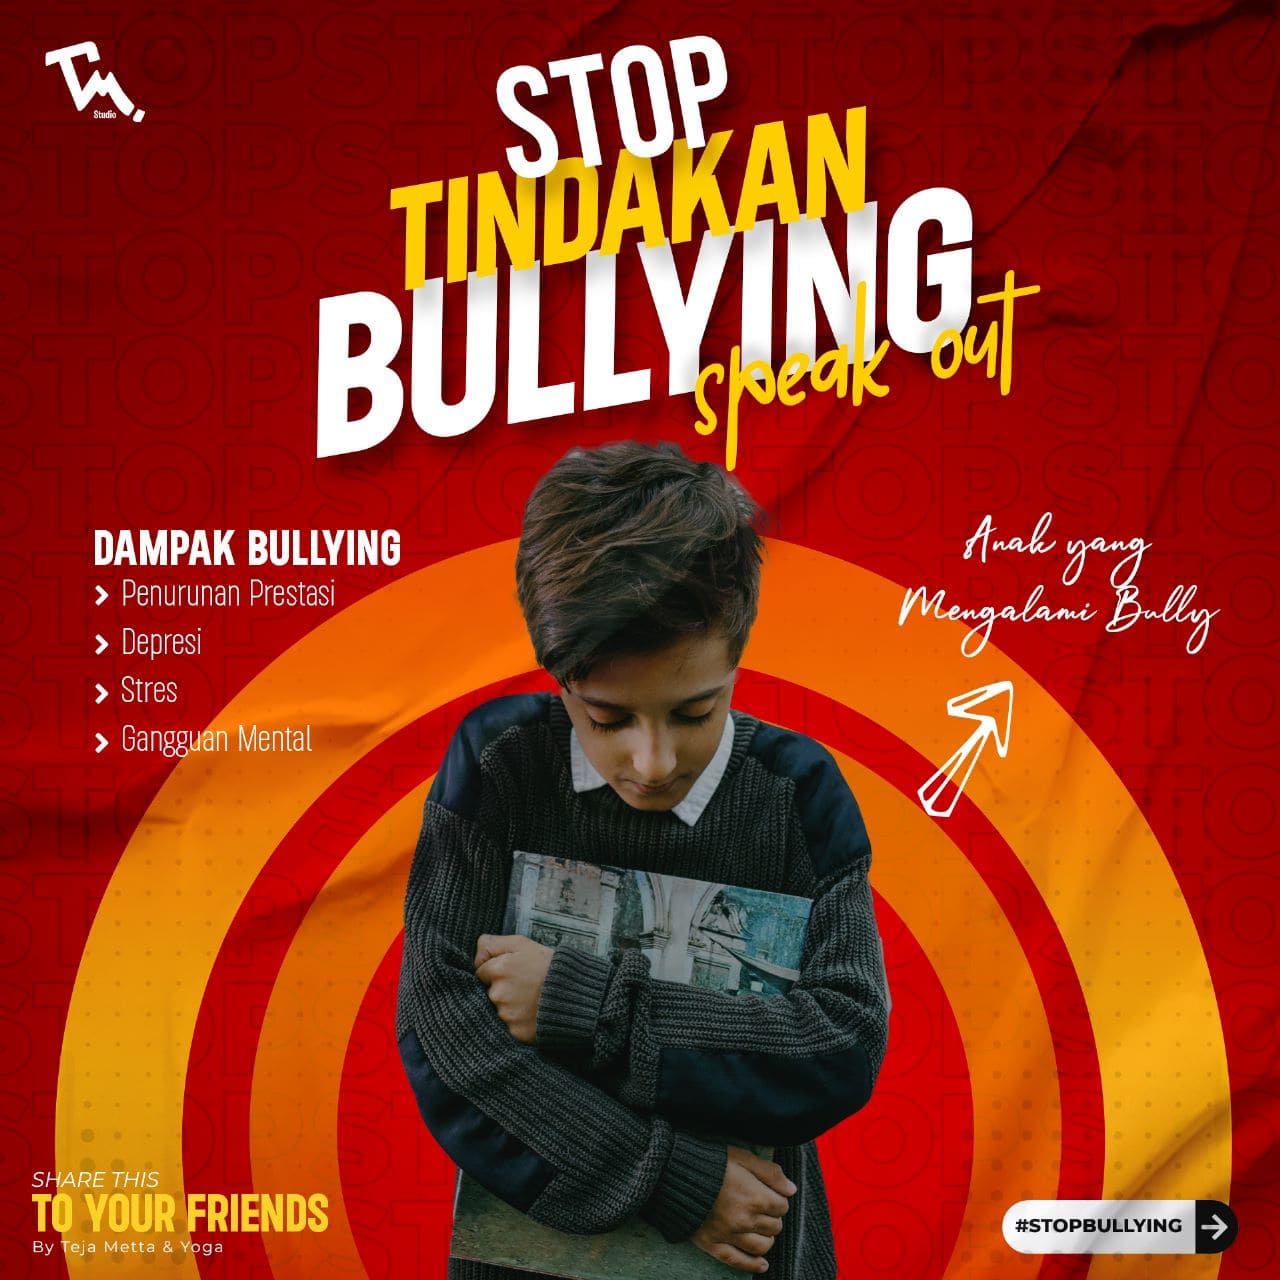 TM.
Studio
STOP
TINDAKAN
BULLYING
speak out
DAMPAK BULLYING
Penurunan Prestasi
Depresi
Stres
Gangguan Mental
Anak yang
Mengalami Bully
SHARE THIS
TO YOUR FRIENDS
By Teja Metta & Yoga
#STOPBULLYING